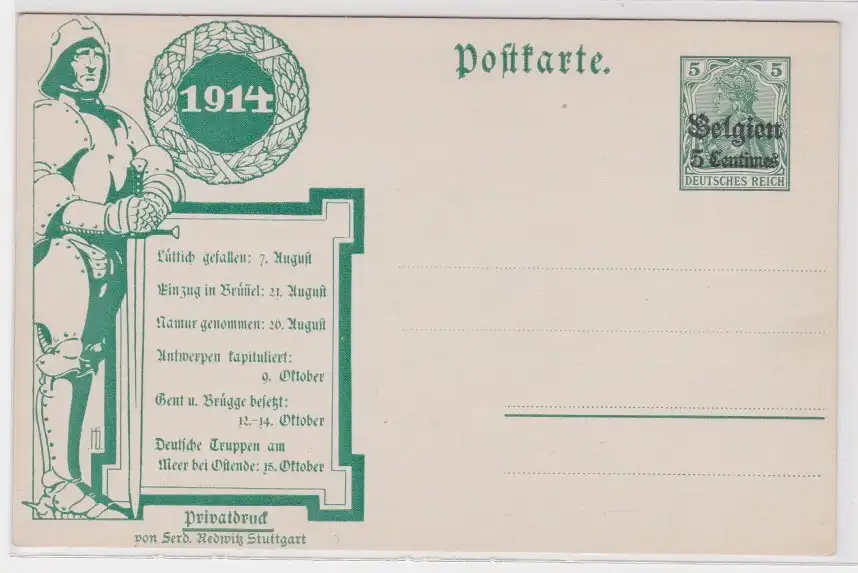 1914
Postkarte.
5 5
Belgien
5 Centimes
DEUTSCHES REICH
Lüttich gefallen: 7. August
Einzug in Brüssel: 21. August
Namur genommen: 26. August
Antwerpen kapituliert:
9. Oktober
Gent u. Brügge besetzt:
12.-14. Oktober
Deutsche Truppen am
Meer bei Ostende: 15. Oktober
Privatdruck
von Ferd. Redwitz Stuttgart